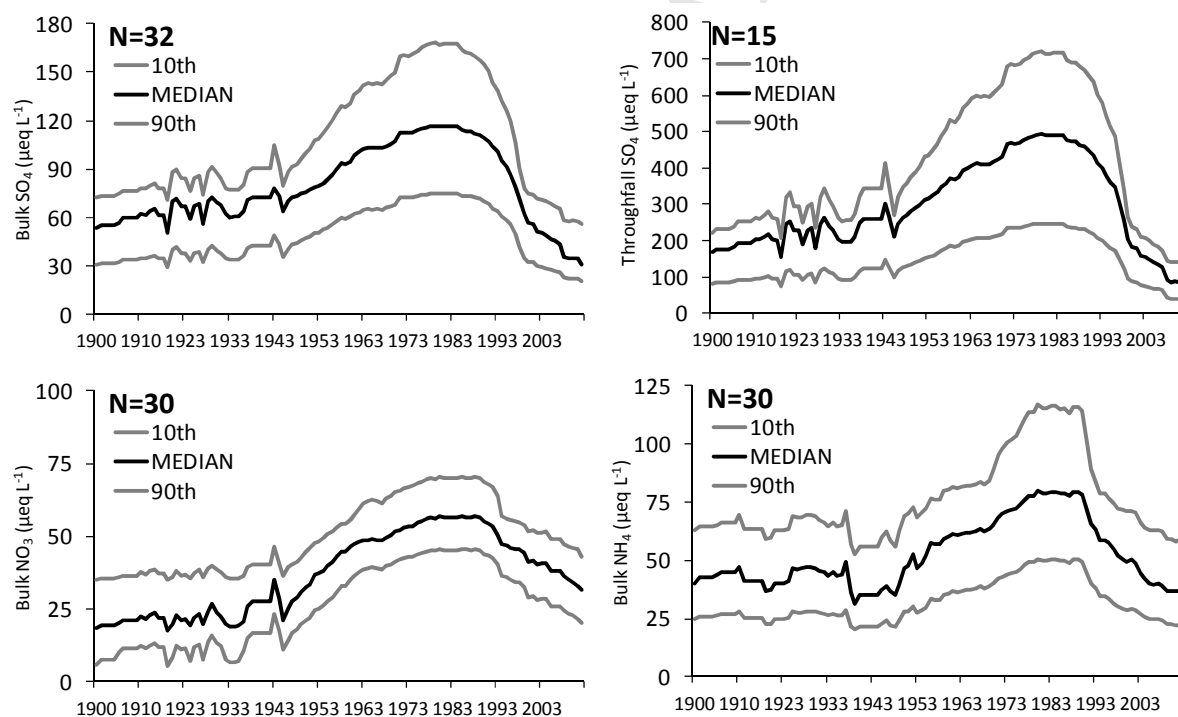 N=32
10th
MEDIAN
90th
Bulk SO₄ (µeq L⁻¹)
180
150
120
90
60
30
0
1900 1913 1923 1933 1943 1953 1963 1973 1983 1993 2003
N=15
10th
MEDIAN
90th
Throughfall SO₄ (µeq L⁻¹)
800
700
600
500
400
300
200
100
0
1900 1910 1923 1933 1943 1953 1963 1973 1983 1993 2003
N=30
10th
MEDIAN
90th
Bulk NO₃ (µeq L⁻¹)
100
75
50
25
0
1900 1913 1923 1933 1943 1953 1963 1973 1983 1993 2003
N=30
10th
MEDIAN
90th
Bulk NH₄ (µeq L⁻¹)
125
100
75
50
25
0
1900 1913 1923 1933 1943 1953 1963 1973 1983 1993 2003